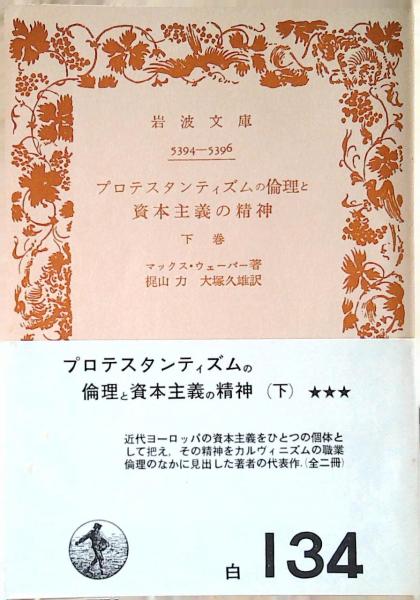 岩波文庫
5394—5396
プロテスタンティズムの倫理と
資本主義の精神
下巻
マックス・ウェーバー著
梶山力 大塚久雄訳
プロテスタンティズムの
倫理と資本主義の精神(下) ★★★
近代ヨーロッパの資本主義をひとつの個体と
して把え,その精神をカルヴィニズムの職業
倫理のなかに見出した著者の代表作.(全二冊)
白 134